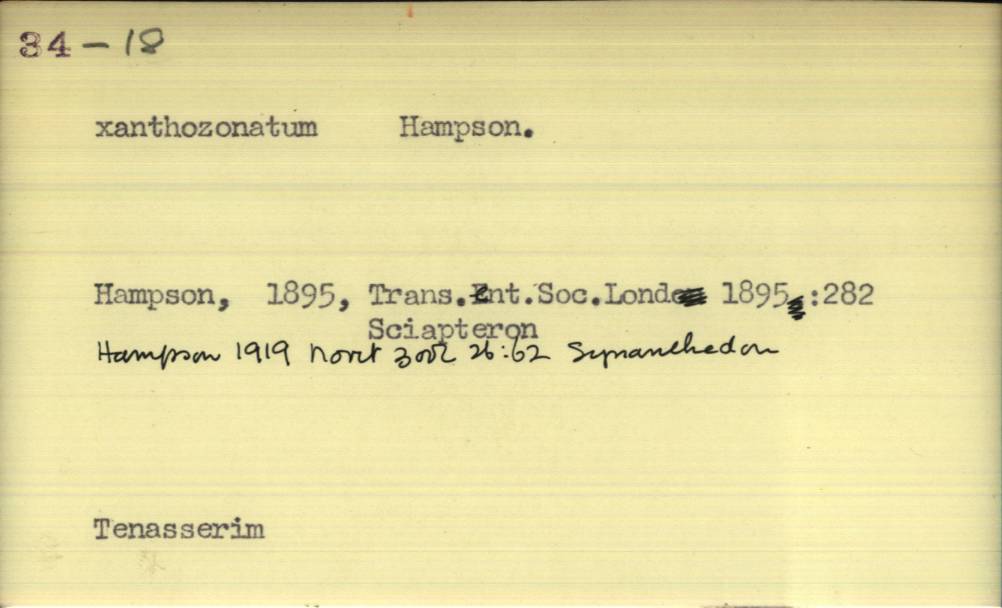 34-18
xanthozonatum Hampson.
Hampson, 1895, Trans.Ent.Soc.Lond 1895:282
Sciapteron
Hampson 1919 Novit Zool 26:62 Synanthedon
Tenasserim